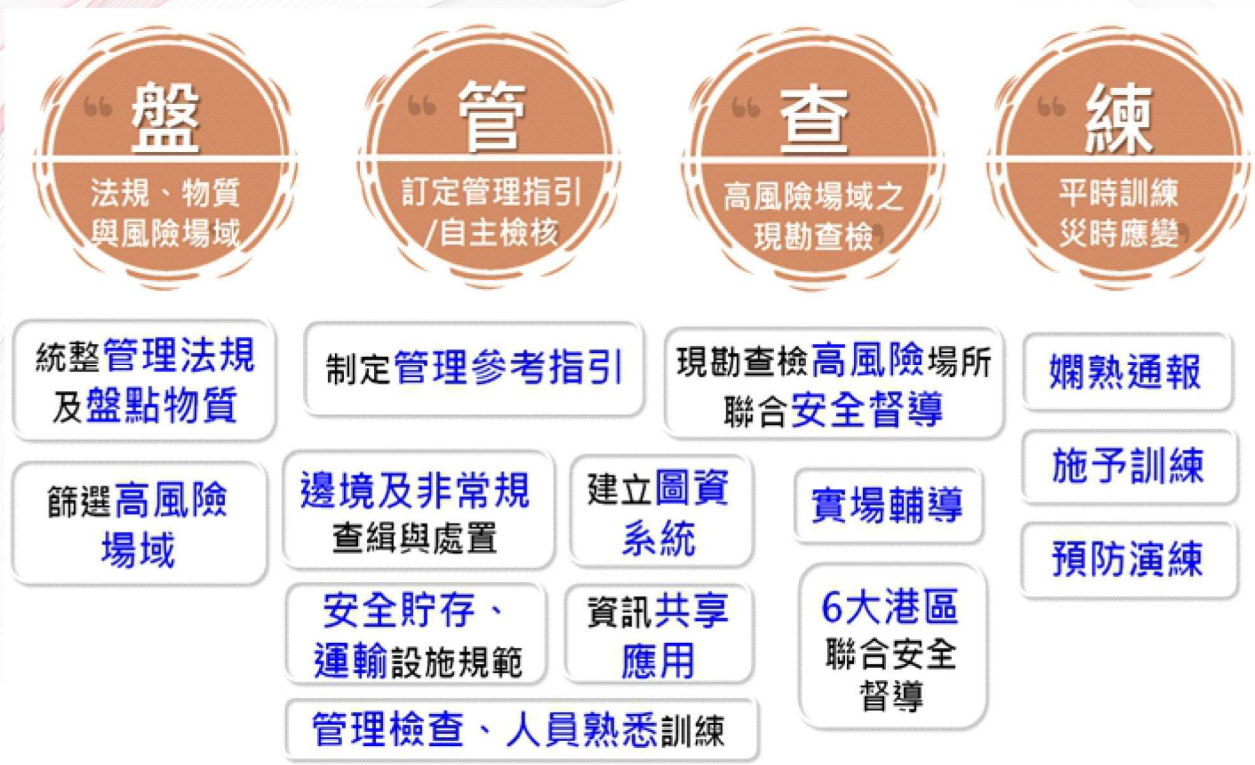 “盤
法規、物質
與風險場域”
“管
訂定管理指引
/自主檢核”
“查
高風險場域之
現勘查檢”
“練
平時訓練
災時應變”
統整管理法規
及盤點物質
篩選高風險
場域
制定管理參考指引
邊境及非常規
查緝與處置
建立圖資
系統
安全貯存、
運輸設施規範
資訊共享
應用
管理檢查、人員熟悉訓練
現勘查檢高風險場所
聯合安全督導
實場輔導
6大港區
聯合安全
督導
嫻熟通報
施予訓練
預防演練